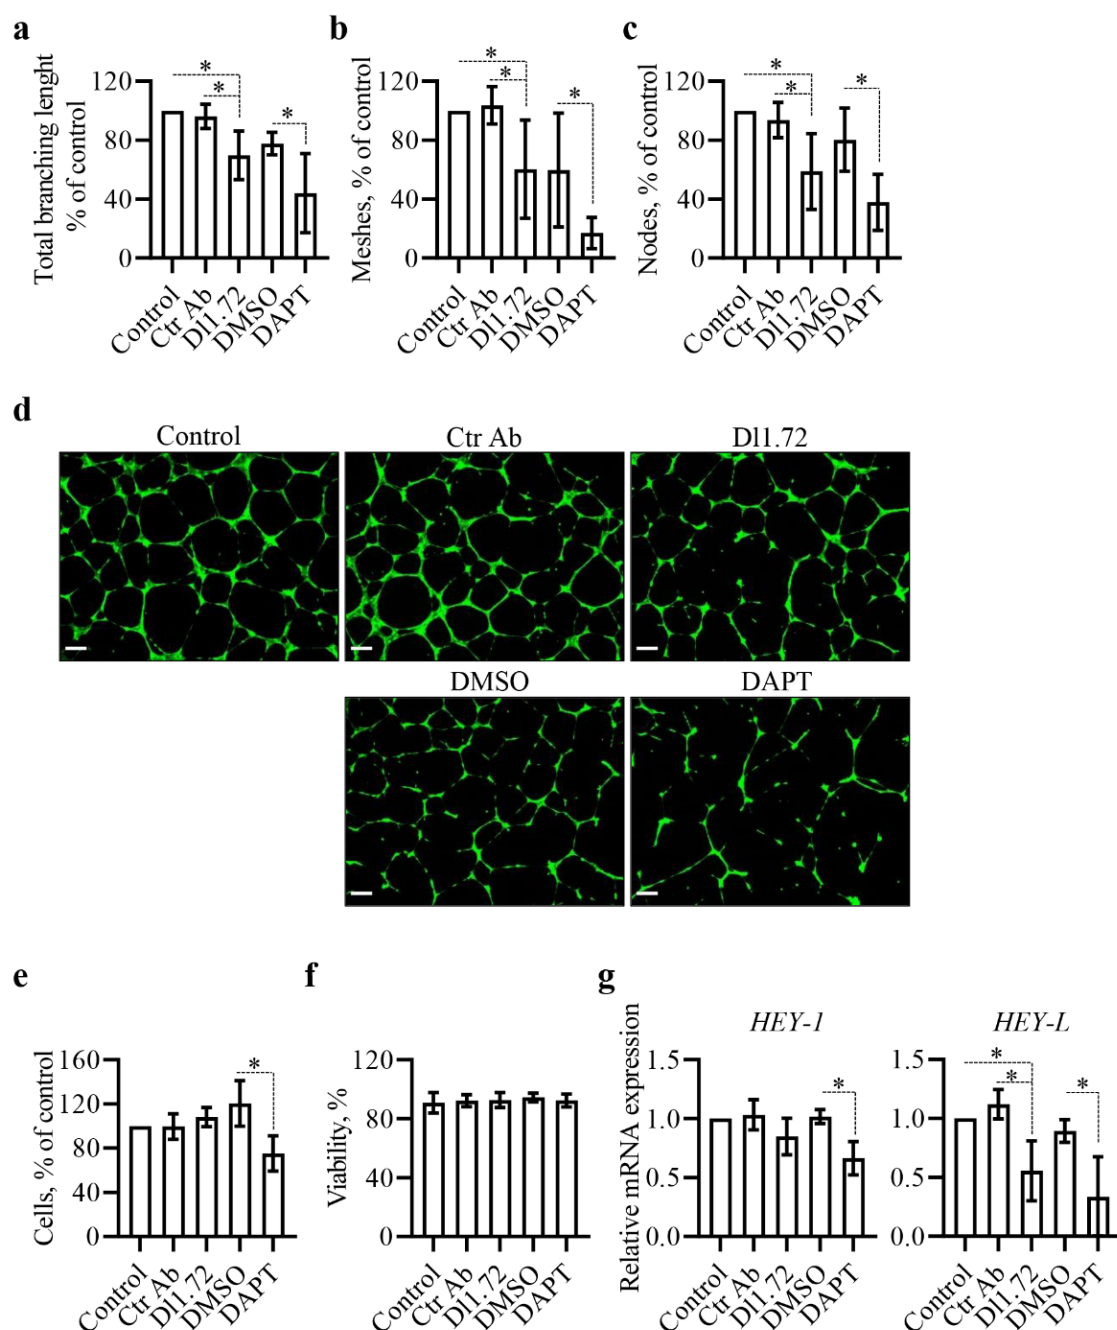 a
b
c
Total branching lenght
% of control
120
80
40
0
*
*
*
Control
Ctr Ab
Dl1.72
DMSO
DAPT
Meshes, % of control
120
80
40
0
*
*
*
Control
Ctr Ab
Dl1.72
DMSO
DAPT
Nodes, % of control
120
80
40
0
*
*
*
Control
Ctr Ab
Dl1.72
DMSO
DAPT
d
Control
Ctr Ab
Dl1.72
DMSO
DAPT
e
f
g
Cells, % of control
160
120
80
40
0
*
Control
Ctr Ab
Dl1.72
DMSO
DAPT
Viability, %
120
80
40
0
Control
Ctr Ab
Dl1.72
DMSO
DAPT
Relative mRNA expression
HEY-1
1.5
1.0
0.5
0.0
*
Control
Ctr Ab
Dl1.72
DMSO
DAPT
HEY-L
1.5
1.0
0.5
0.0
*
*
*
Control
Ctr Ab
Dl1.72
DMSO
DAPT